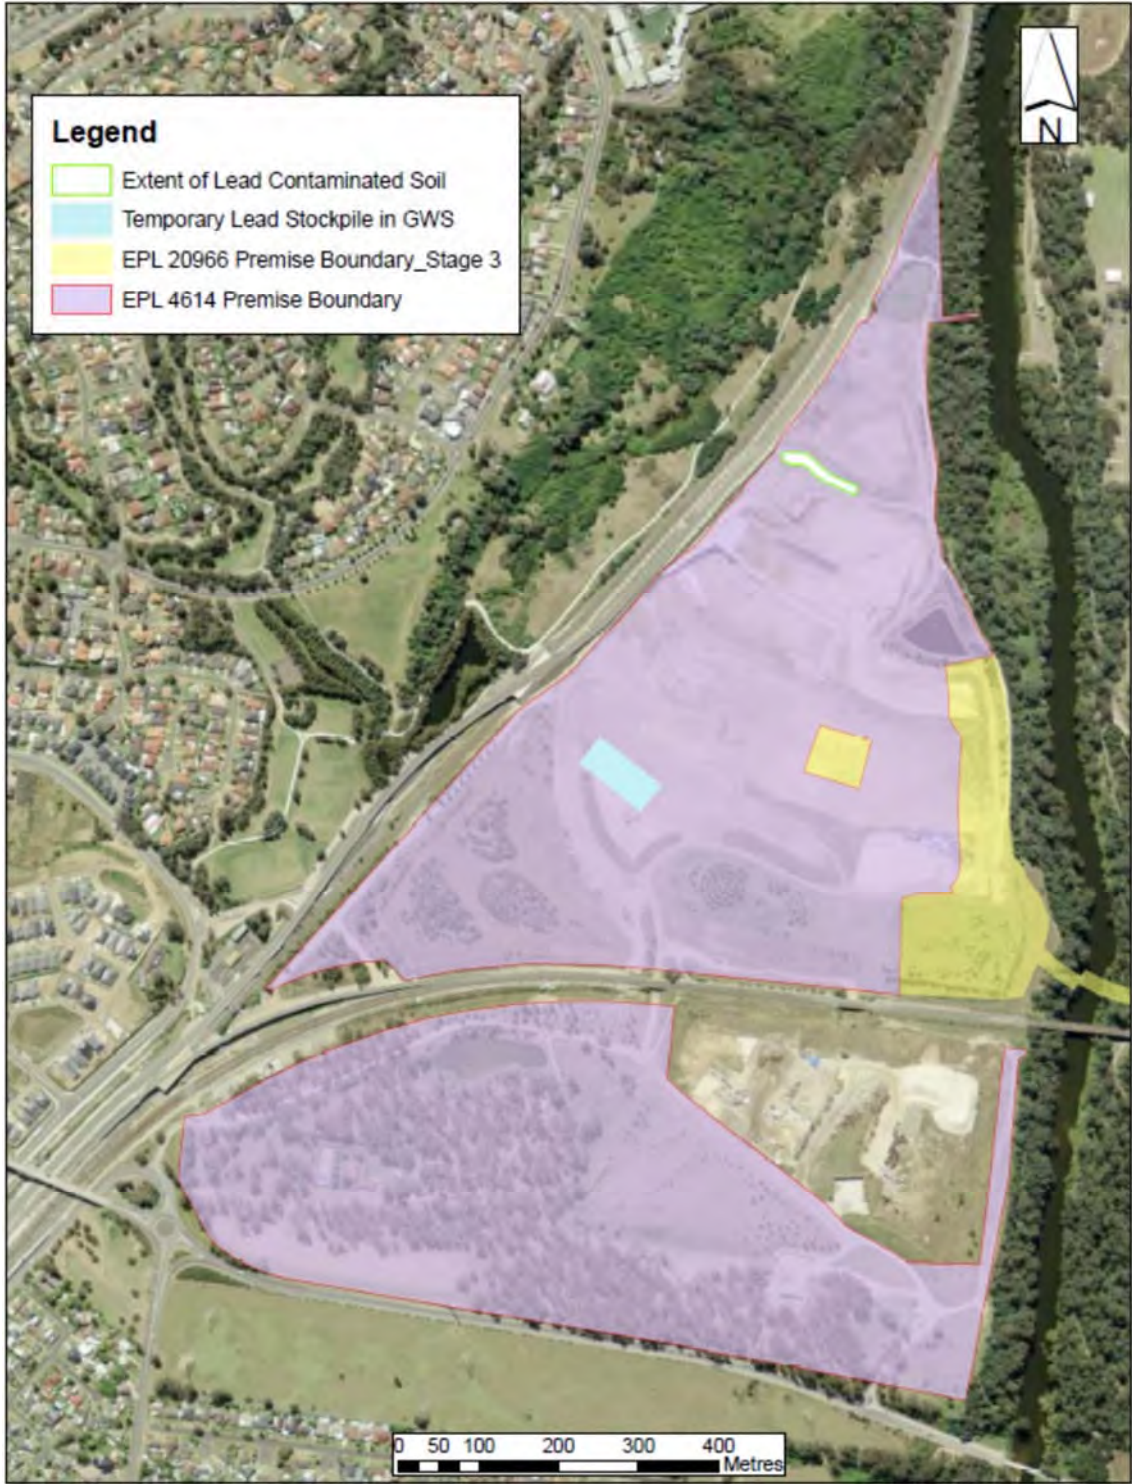 N
Legend
Extent of Lead Contaminated Soil
Temporary Lead Stockpile in GWS
EPL 20966 Premise Boundary_Stage 3
EPL 4614 Premise Boundary
0 50 100 200 300 400
Metres